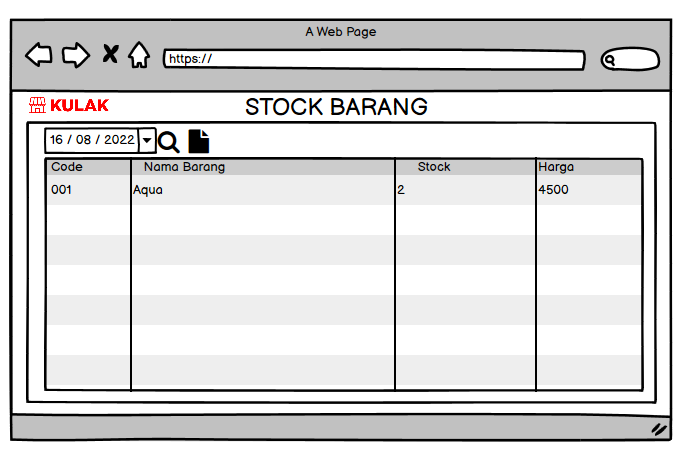 A Web Page
https://
KULAK
STOCK BARANG
16 / 08 / 2022
Code Nama Barang Stock Harga
001 Aqua 2 4500